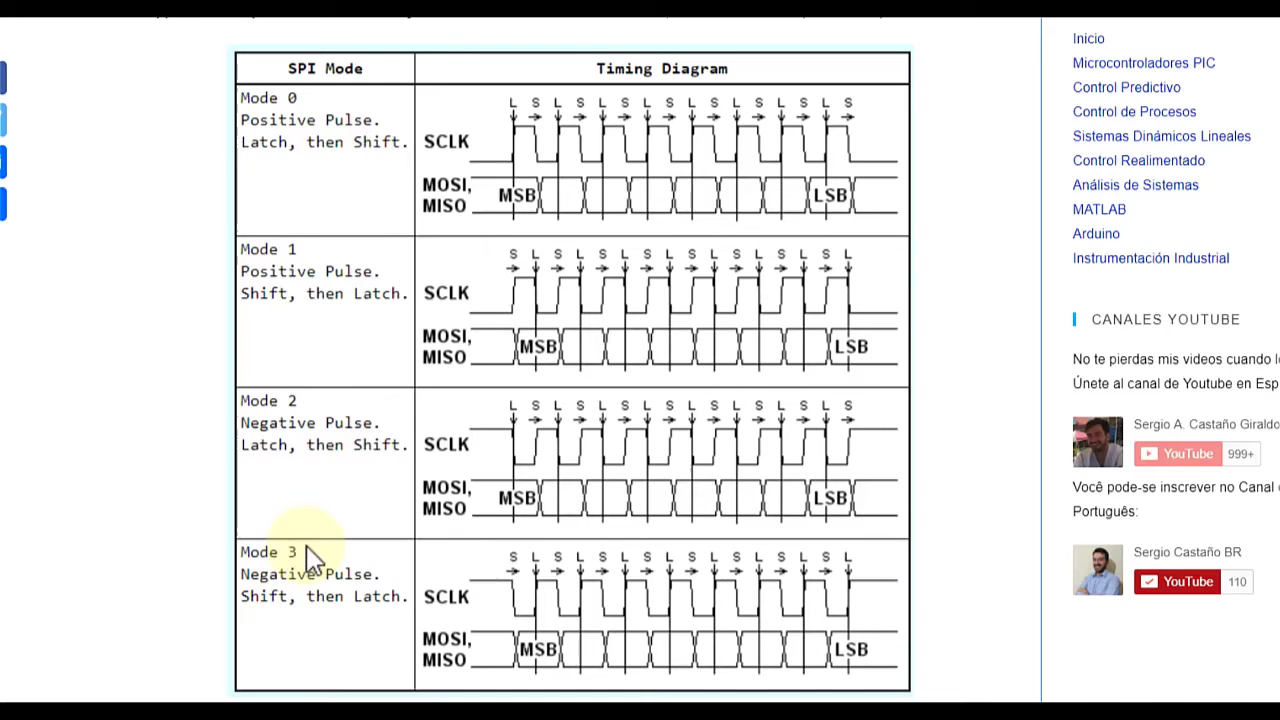 SPI Mode
Timing Diagram
Mode 0
Positive Pulse.
Latch, then Shift.
L S L S L S L S L S L S L S L S
SCLK
MOSI,
MISO
MSB
LSB
Mode 1
Positive Pulse.
Shift, then Latch.
S L S L S L S L S L S L S L S L
SCLK
MOSI,
MISO
MSB
LSB
Mode 2
Negative Pulse.
Latch, then Shift.
L S L S L S L S L S L S L S L S
SCLK
MOSI,
MISO
MSB
LSB
Mode 3
Negative Pulse.
Shift, then Latch.
S L S L S L S L S L S L S L S L
SCLK
MOSI,
MISO
MSB
LSB
Inicio
Microcontroladores PIC
Control Predictivo
Control de Procesos
Sistemas Dinámicos Lineales
Control Realimentado
Análisis de Sistemas
MATLAB
Arduino
Instrumentación Industrial
CANALES YOUTUBE
No te pierdas mis videos cuando
Únete al canal de Youtube en Esp
Sergio A. Castaño Giraldo
YouTube 999+
Você pode-se inscrever no Canal
Português:
Sergio Castaño BR
YouTube 110